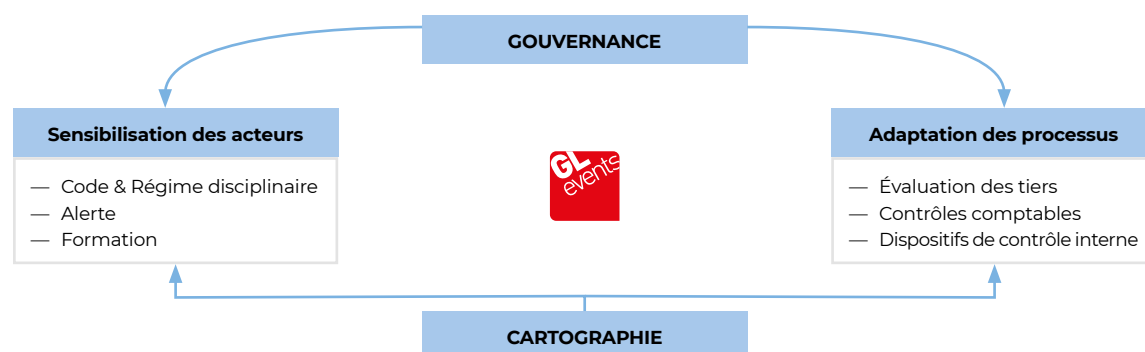 GOUVERNANCE
Sensibilisation des acteurs
— Code & Régime disciplinaire
— Alerte
— Formation
GL
events
Adaptation des processus
— Évaluation des tiers
— Contrôles comptables
— Dispositifs de contrôle interne
CARTOGRAPHIE